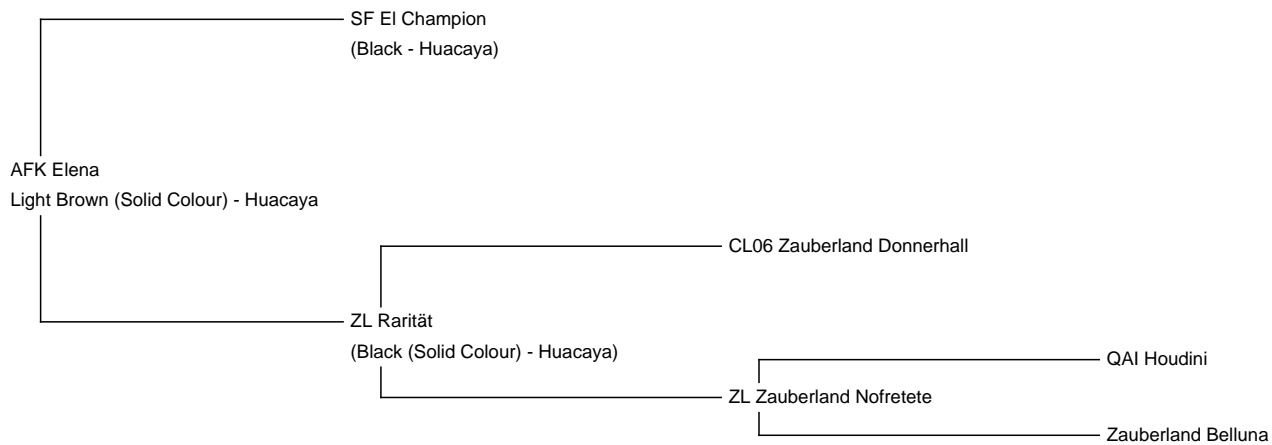 SF El Champion
(Black - Huacaya)
AFK Elena
Light Brown (Solid Colour) - Huacaya
CL06 Zauberland Donnerhall
ZL Rarität
(Black (Solid Colour) - Huacaya)
QAI Houdini
ZL Zauberland Nofretete
Zauberland Belluna